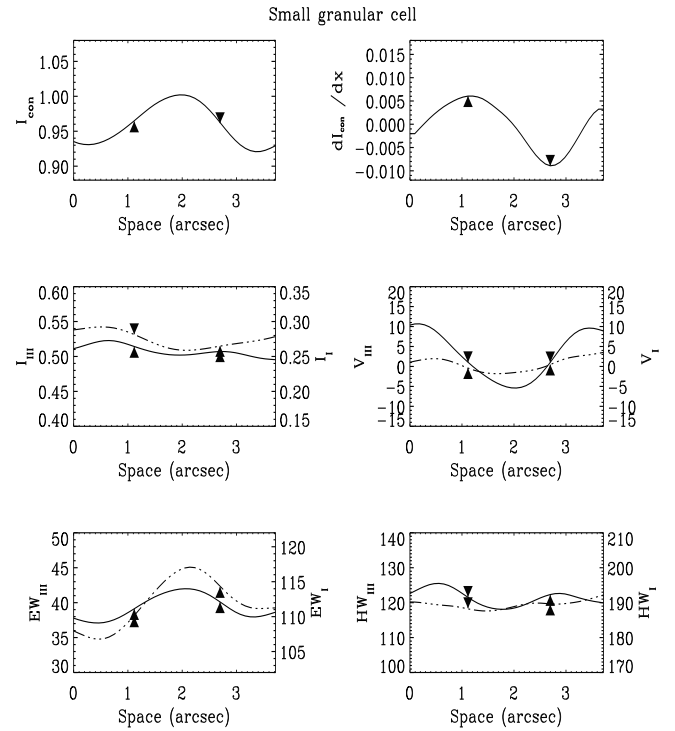 Small granular cell
1.05
1.00
0.95
0.90
I_con
0 1 2 3
Space (arcsec)
0.015
0.010
0.005
0.000
−0.005
−0.010
dI_con /dx
0 1 2 3
Space (arcsec)
0.60
0.55
0.50
0.45
0.40
I_III
0.35
0.30
0.25
0.20
0.15
I_I
0 1 2 3
Space (arcsec)
20
15
10
5
0
−5
−10
−15
V_III
20
15
10
5
0
−5
−10
−15
V_I
0 1 2 3
Space (arcsec)
50
45
40
35
30
EW_III
120
115
110
105
EW_I
0 1 2 3
Space (arcsec)
140
130
120
110
100
HW_III
210
200
190
180
170
HW_I
0 1 2 3
Space (arcsec)